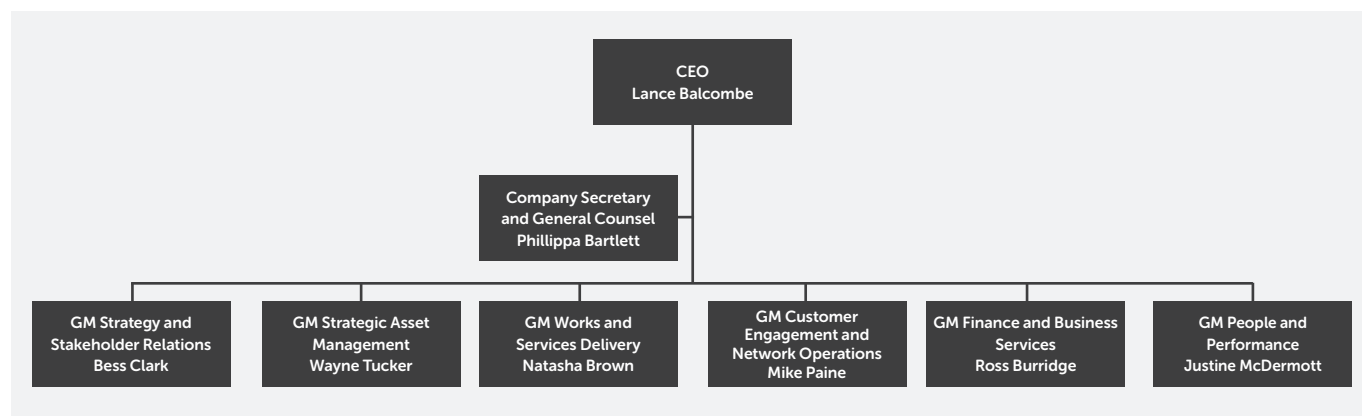 CEO
Lance Balcombe
Company Secretary
and General Counsel
Phillippa Bartlett
GM Strategy and
Stakeholder Relations
Bess Clark
GM Strategic Asset
Management
Wayne Tucker
GM Works and
Services Delivery
Natasha Brown
GM Customer
Engagement and
Network Operations
Mike Paine
GM Finance and Business
Services
Ross Burridge
GM People and
Performance
Justine McDermott